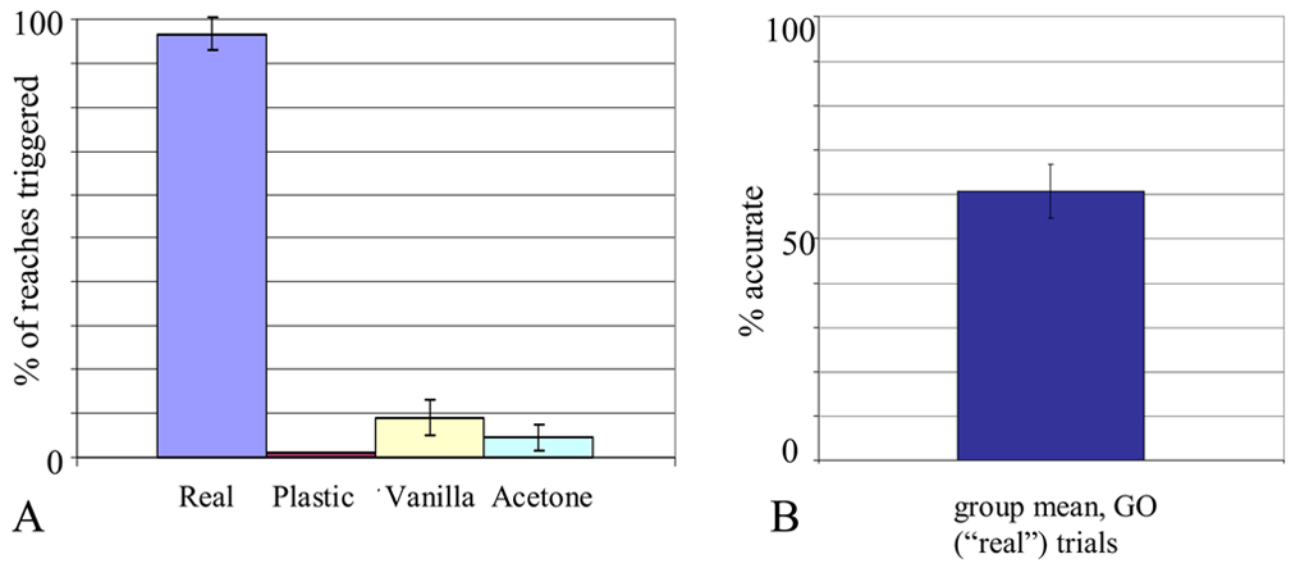 100
% of reaches triggered
0
Real Plastic Vanilla Acetone
A
100
% accurate
50
0
group mean, GO
(“real”) trials
B